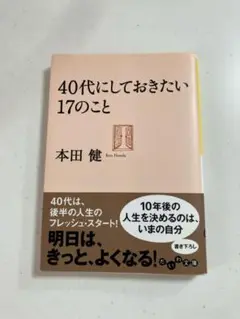 40代にしておきたい
17のこと
本田 健
Ken Honda
40代は、
後半の人生の
フレッシュ・スタート!
10年後の
人生を決めるのは、
いまの自分
明日は、
きっと、よくなる!
書き下ろし
だいわ文庫